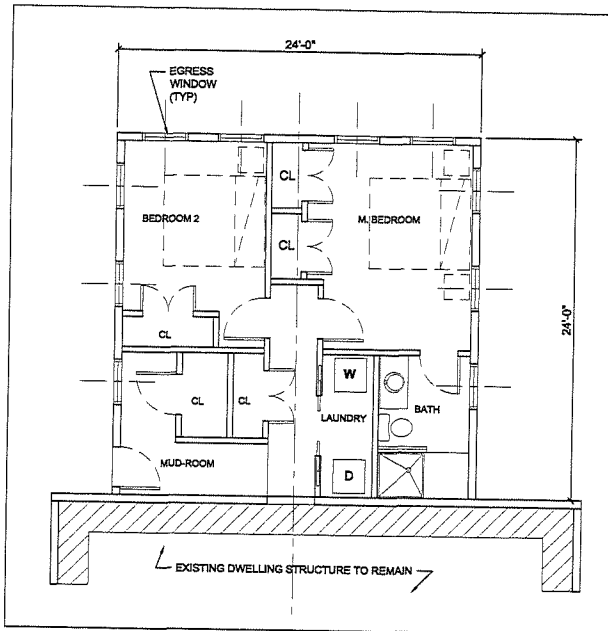 24'-0"
EGRESS
WINDOW
(TYP)
CL
BEDROOM 2
M. BEDROOM
CL
24'-0"
CL
CL
CL
W
LAUNDRY
BATH
MUD-ROOM
D
EXISTING DWELLING STRUCTURE TO REMAIN